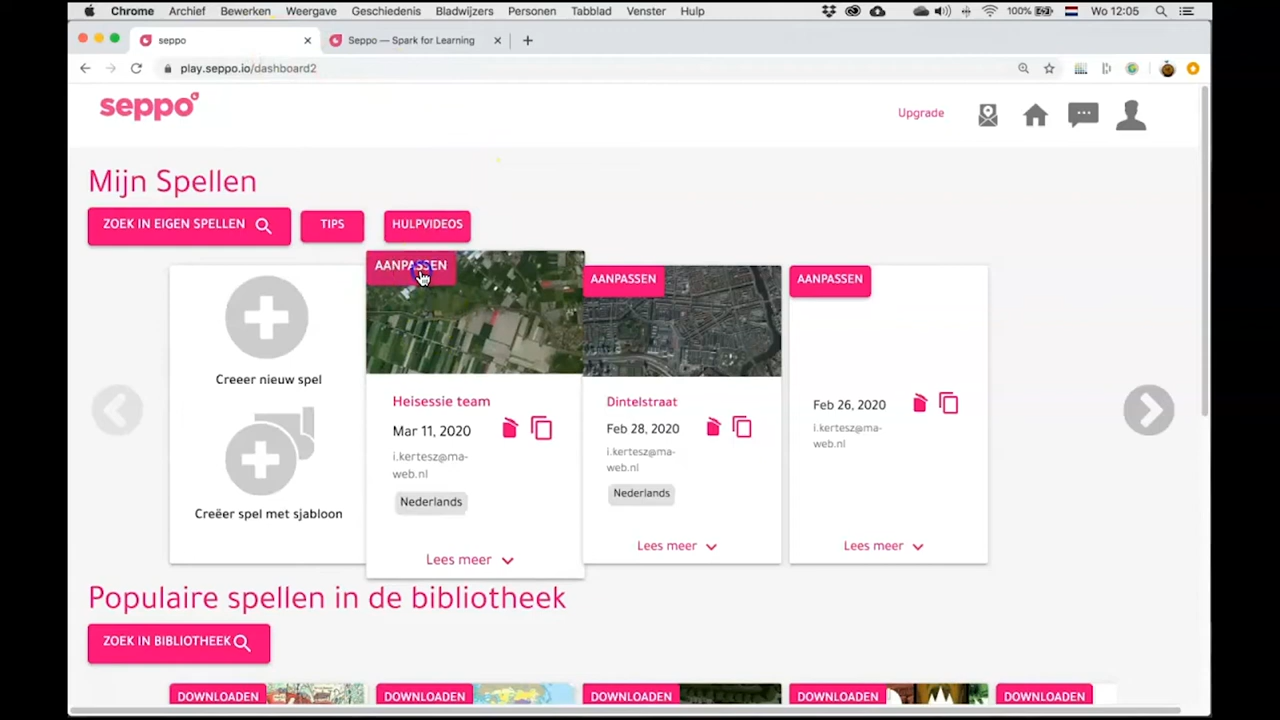 Chrome Archief Bewerken Weergave Geschiedenis Bladwijzers Personen Tabblad Venster Hulp 100% Wo 12:05
seppo Seppo — Spark for Learning
play.seppo.io/dashboard2
seppo
Upgrade
Mijn Spellen
ZOEK IN EIGEN SPELLEN TIPS HULPVIDEOS
AANPASSEN AANPASSEN AANPASSEN
Creeer nieuw spel
Creëer spel met sjabloon
Heisessie team
Mar 11, 2020
i.kertesz@ma-
web.nl
Nederlands
Lees meer
Dintelstraat
Feb 28, 2020
i.kertesz@ma-
web.nl
Nederlands
Lees meer
Feb 26, 2020
i.kertesz@ma-
web.nl
Lees meer
Populaire spellen in de bibliotheek
ZOEK IN BIBLIOTHEEK
DOWNLOADEN DOWNLOADEN DOWNLOADEN DOWNLOADEN DOWNLOADEN